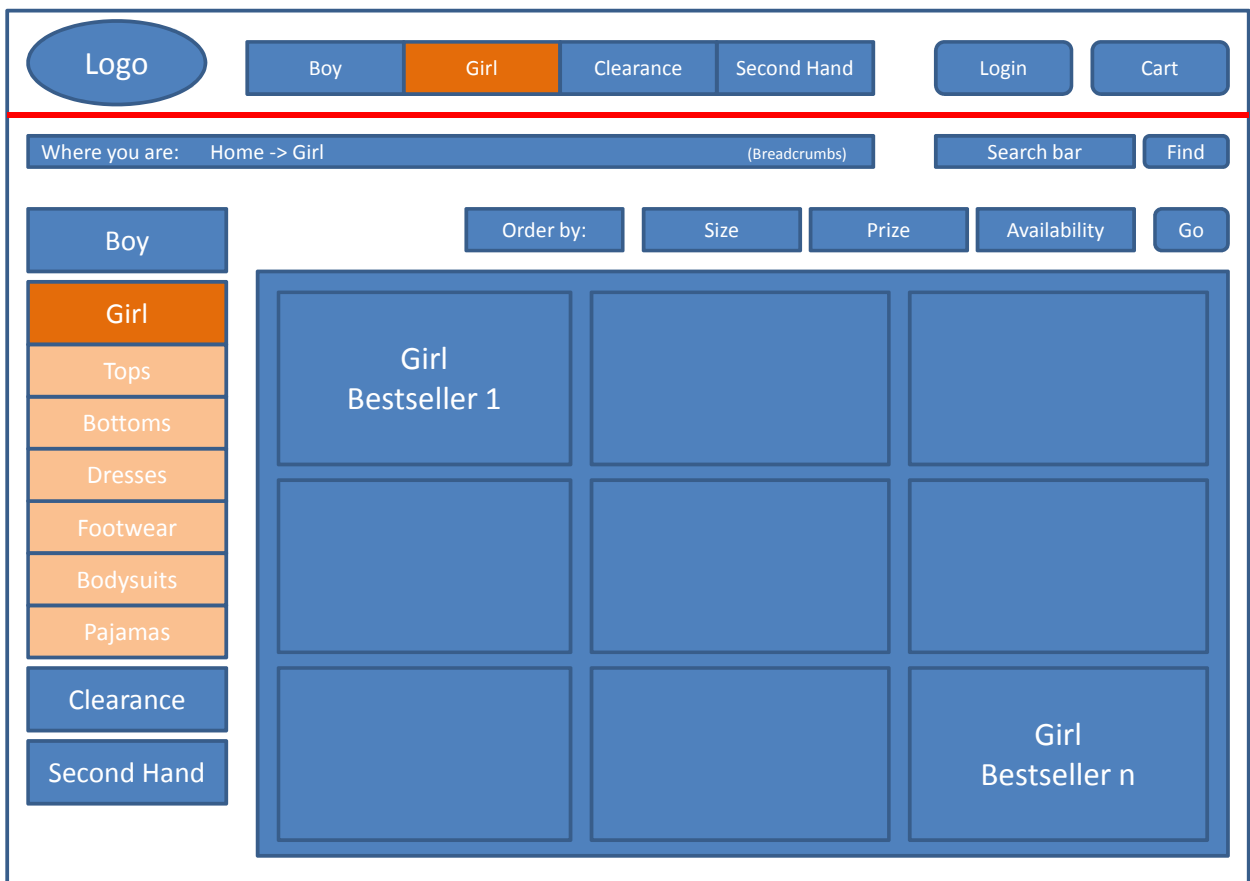 Logo
Boy
Girl
Clearance
Second Hand
Login
Cart
Where you are: Home -> Girl
(Breadcrumbs)
Search bar
Find
Order by:
Size
Prize
Availability
Go
Boy
Girl
Tops
Bottoms
Dresses
Footwear
Bodysuits
Pajamas
Clearance
Second Hand
Girl
Bestseller 1
Girl
Bestseller n